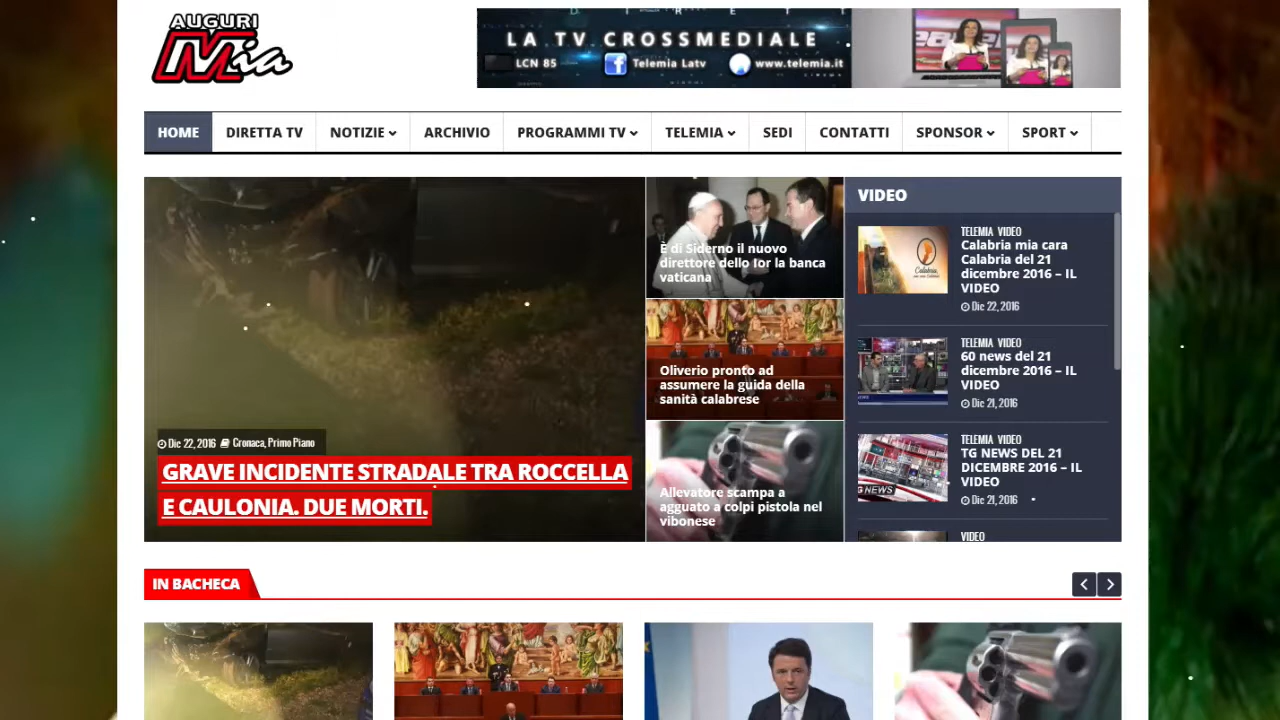 AUGURI
Mia
LA TV CROSSMEDIALE
LCN 85
Telemia Latv
www.telemia.it
HOME
DIRETTA TV
NOTIZIE
ARCHIVIO
PROGRAMMI TV
TELEMIA
SEDI
CONTATTI
SPONSOR
SPORT
Dic 22, 2016 Cronaca, Primo Piano
GRAVE INCIDENTE STRADALE TRA ROCCELLA
E CAULONIA. DUE MORTI.
È di Siderno il nuovo
direttore dello Ior la banca
vaticana
Oliverio pronto ad
assumere la guida della
sanità calabrese
Allevatore scampa a
agguato a colpi pistola nel
vibonese
VIDEO
TELEMIA VIDEO
Calabria mia cara
Calabria del 21
dicembre 2016 – IL
VIDEO
Dic 22, 2016
TELEMIA VIDEO
60 news del 21
dicembre 2016 – IL
VIDEO
Dic 21, 2016
TELEMIA VIDEO
TG NEWS DEL 21
DICEMBRE 2016 – IL
VIDEO
Dic 21, 2016
G NEWS
VIDEO
IN BACHECA